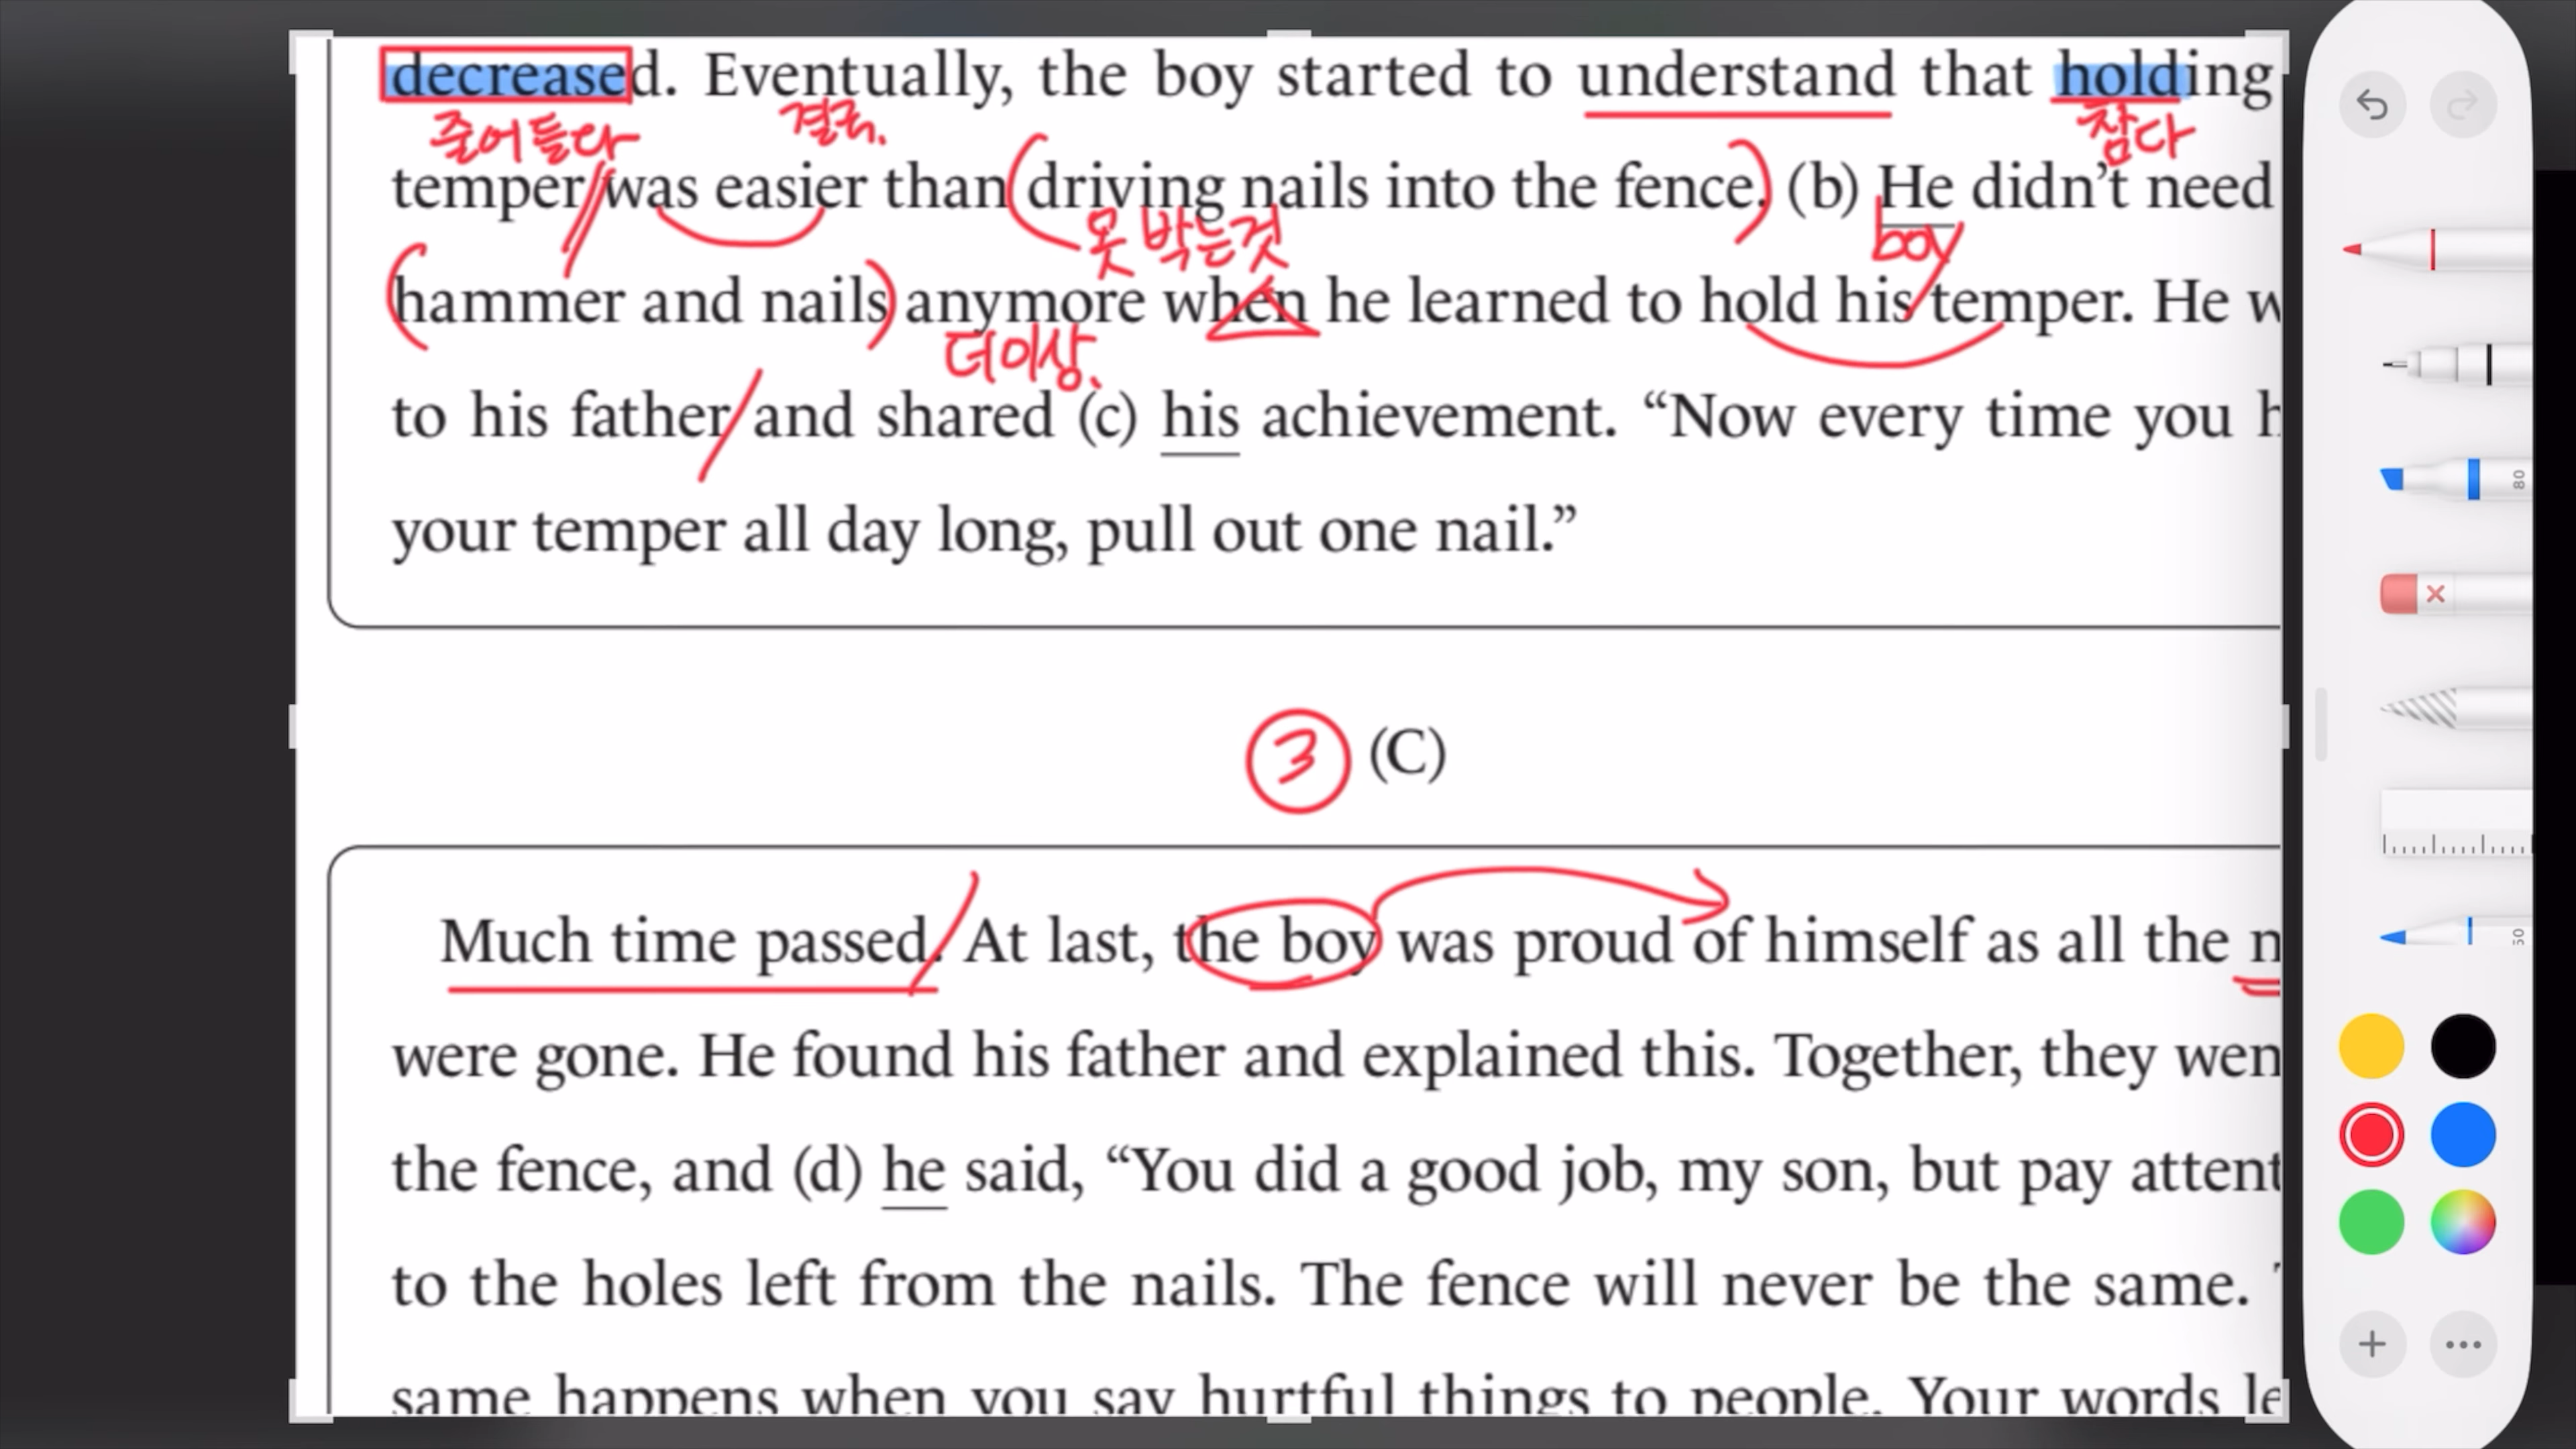 decreased. Eventually, the boy started to understand that holding
줄어들다 결국. 참다
temper was easier than driving nails into the fence. (b) He didn't need
못 박는것 boy
hammer and nails anymore when he learned to hold his temper. He
더이상.
to his father and shared (c) his achievement. “Now every time you
your temper all day long, pull out one nail.”
3 (C)
Much time passed. At last, the boy was proud of himself as all the
were gone. He found his father and explained this. Together, they
the fence, and (d) he said, “You did a good job, my son, but pay
to the holes left from the nails. The fence will never be the same.
same happens when you say hurtful things to people. Your words
80
50